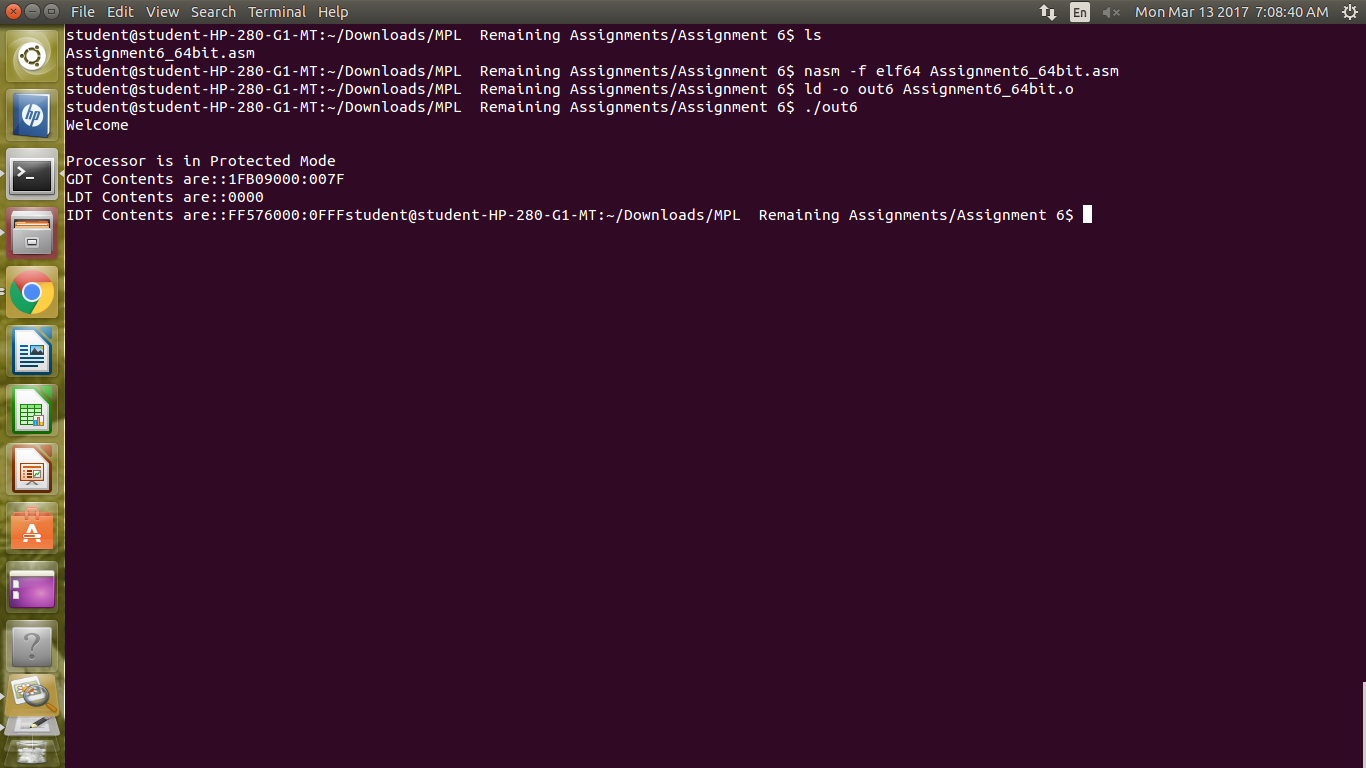 File Edit View Search Terminal Help
En
Mon Mar 13 2017 7:08:40 AM
student@student-HP-280-G1-MT:~/Downloads/MPL  Remaining Assignments/Assignment 6$ ls
Assignment6_64bit.asm
student@student-HP-280-G1-MT:~/Downloads/MPL  Remaining Assignments/Assignment 6$ nasm -f elf64 Assignment6_64bit.asm
student@student-HP-280-G1-MT:~/Downloads/MPL  Remaining Assignments/Assignment 6$ ld -o out6 Assignment6_64bit.o
student@student-HP-280-G1-MT:~/Downloads/MPL  Remaining Assignments/Assignment 6$ ./out6
Welcome
Processor is in Protected Mode
GDT Contents are::1FB09000:007F
LDT Contents are::0000
IDT Contents are::FF576000:0FFFstudent@student-HP-280-G1-MT:~/Downloads/MPL  Remaining Assignments/Assignment 6$
hp
>_
A
?